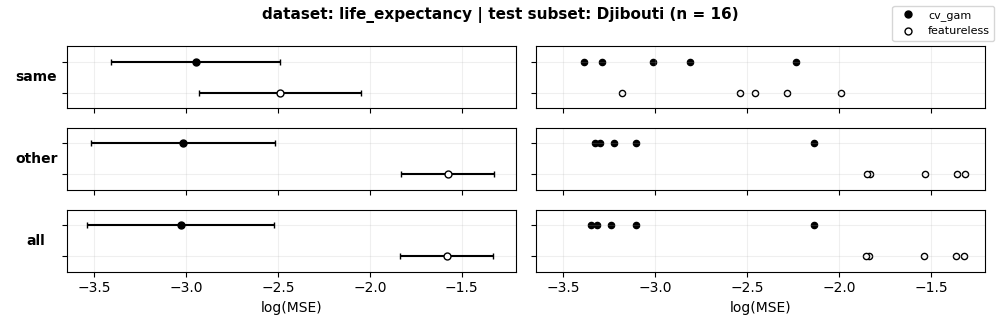 dataset: life_expectancy | test subset: Djibouti (n = 16)
cv_gam
featureless
same
other
all
−3.5 −3.0 −2.5 −2.0 −1.5
−3.5 −3.0 −2.5 −2.0 −1.5
log(MSE)
log(MSE)